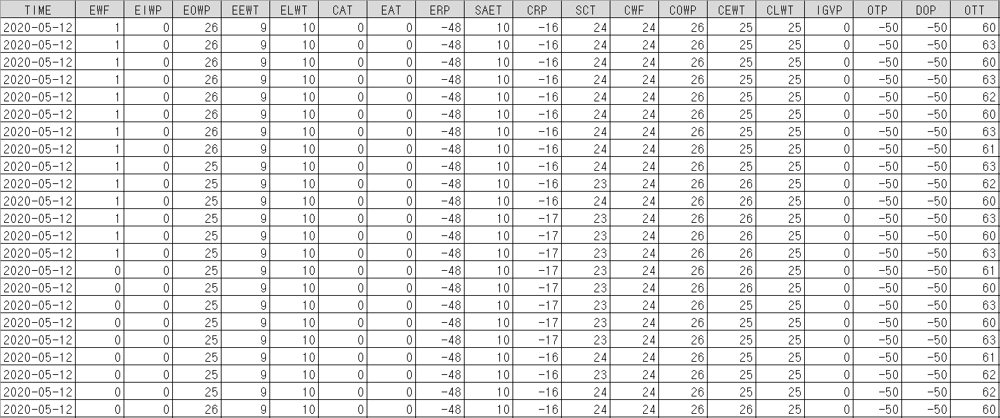 TIME EWF EIWP EOWP EEWT ELWT CAT EAT ERP SAET CRP SCT CWF COWP CEWT CLWT IGVP OTP DOP OTT
2020-05-12 1 0 26 9 10 0 0 -48 10 -16 24 24 26 25 25 0 -50 -50 60
2020-05-12 1 0 26 9 10 0 0 -48 10 -16 24 24 26 25 25 0 -50 -50 63
2020-05-12 1 0 26 9 10 0 0 -48 10 -16 24 24 26 25 25 0 -50 -50 60
2020-05-12 1 0 26 9 10 0 0 -48 10 -16 24 24 26 25 25 0 -50 -50 63
2020-05-12 1 0 26 9 10 0 0 -48 10 -16 24 24 26 25 25 0 -50 -50 62
2020-05-12 1 0 26 9 10 0 0 -48 10 -16 24 24 26 25 25 0 -50 -50 60
2020-05-12 1 0 26 9 10 0 0 -48 10 -16 24 24 26 25 25 0 -50 -50 63
2020-05-12 1 0 26 9 10 0 0 -48 10 -16 24 24 26 25 25 0 -50 -50 61
2020-05-12 1 0 25 9 10 0 0 -48 10 -16 24 24 26 25 25 0 -50 -50 63
2020-05-12 1 0 25 9 10 0 0 -48 10 -16 23 24 26 26 25 0 -50 -50 62
2020-05-12 1 0 25 9 10 0 0 -48 10 -16 24 24 26 26 25 0 -50 -50 60
2020-05-12 1 0 25 9 10 0 0 -48 10 -17 23 24 26 26 25 0 -50 -50 63
2020-05-12 1 0 25 9 10 0 0 -48 10 -17 23 24 26 26 25 0 -50 -50 60
2020-05-12 1 0 25 9 10 0 0 -48 10 -17 23 24 26 26 25 0 -50 -50 63
2020-05-12 0 0 25 9 10 0 0 -48 10 -17 23 24 26 26 25 0 -50 -50 61
2020-05-12 0 0 25 9 10 0 0 -48 10 -17 23 24 26 26 25 0 -50 -50 60
2020-05-12 0 0 25 9 10 0 0 -48 10 -17 23 24 26 26 25 0 -50 -50 63
2020-05-12 0 0 25 9 10 0 0 -48 10 -17 23 24 26 25 25 0 -50 -50 60
2020-05-12 0 0 25 9 10 0 0 -48 10 -17 23 24 26 25 25 0 -50 -50 63
2020-05-12 0 0 25 9 10 0 0 -48 10 -16 24 24 26 25 25 0 -50 -50 61
2020-05-12 0 0 25 9 10 0 0 -48 10 -16 23 24 26 25 25 0 -50 -50 62
2020-05-12 0 0 25 9 10 0 0 -48 10 -16 24 24 26 26 25 0 -50 -50 62
2020-05-12 0 0 26 9 10 0 0 -48 10 -16 24 24 26 26 25 0 -50 -50 60